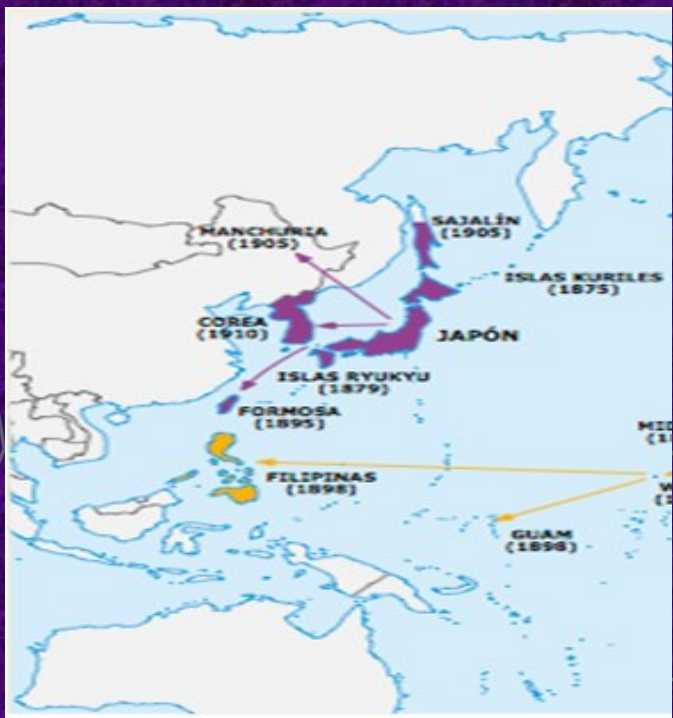 MANCHURIA
(1905)
SAJALÍN
(1905)
ISLAS KURILES
(1875)
COREA
(1910)
JAPÓN
ISLAS RYUKYU
(1879)
FORMOSA
(1895)
FILIPINAS
(1898)
GUAM
(1898)